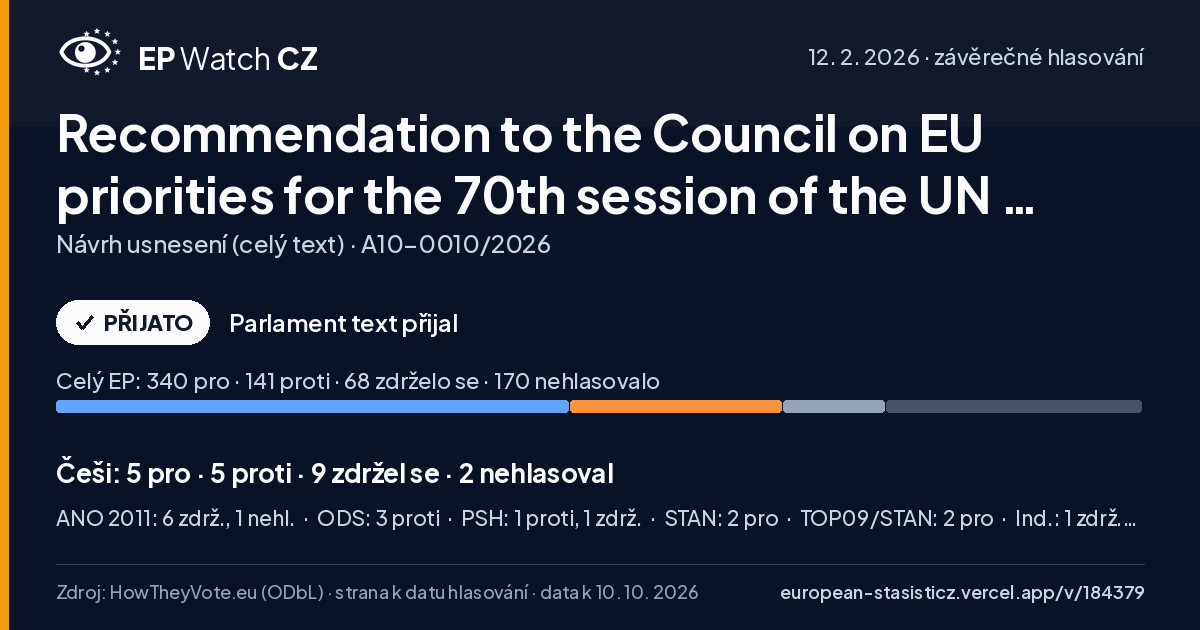 EP Watch CZ
12. 2. 2026 · závěrečné hlasování
Recommendation to the Council on EU
priorities for the 70th session of the UN …
Návrh usnesení (celý text) · A10-0010/2026
✓ PŘIJATO
Parlament text přijal
Celý EP: 340 pro · 141 proti · 68 zdrželo se · 170 nehlasovalo
Češi: 5 pro · 5 proti · 9 zdržel se · 2 nehlasoval
ANO 2011: 6 zdrž., 1 nehl. · ODS: 3 proti · PSH: 1 proti, 1 zdrž. · STAN: 2 pro · TOP09/STAN: 2 pro · Ind.: 1 zdrž. …
Zdroj: HowTheyVote.eu (ODbL) · strana k datu hlasování · data k 10. 10. 2026
european-stasisticz.vercel.app/v/184379